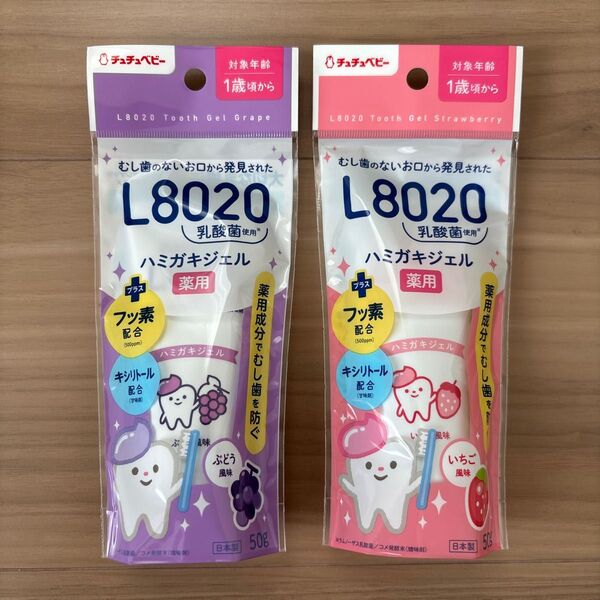 チュチュベビー
対象年齢
1歳頃から
L8020 Tooth Gel Grape
むし歯のないお口から発見された
L8020
乳酸菌使用※
ハミガキジェル
薬用
プラス
フッ素
配合
(500ppm)
キシリトール
配合
(甘味剤)
薬用成分でむし歯を防ぐ
ハミガキジェル
ぶどう
風味
日本製
50g
チュチュベビー
対象年齢
1歳頃から
L8020 Tooth Gel Strawberry
むし歯のないお口から発見された
L8020
乳酸菌使用※
ハミガキジェル
薬用
プラス
フッ素
配合
(500ppm)
キシリトール
配合
(甘味剤)
薬用成分でむし歯を防ぐ
ハミガキジェル
いちご
風味
日本製
50g